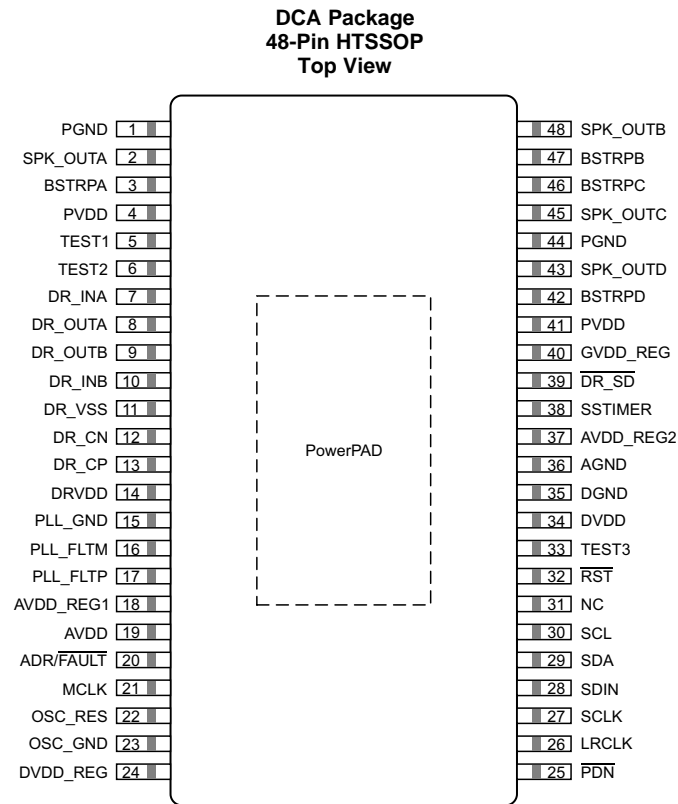 DCA Package
48-Pin HTSSOP
Top View
PGND 1
SPK_OUTA 2
BSTRPA 3
PVDD 4
TEST1 5
TEST2 6
DR_INA 7
DR_OUTA 8
DR_OUTB 9
DR_INB 10
DR_VSS 11
DR_CN 12
DR_CP 13
DRVDD 14
PLL_GND 15
PLL_FLTM 16
PLL_FLTP 17
AVDD_REG1 18
AVDD 19
ADR/FAULT 20
MCLK 21
OSC_RES 22
OSC_GND 23
DVDD_REG 24
PowerPAD
48 SPK_OUTB
47 BSTRPB
46 BSTRPC
45 SPK_OUTC
44 PGND
43 SPK_OUTD
42 BSTRPD
41 PVDD
40 GVDD_REG
39 DR_SD
38 SSTIMER
37 AVDD_REG2
36 AGND
35 DGND
34 DVDD
33 TEST3
32 RST
31 NC
30 SCL
29 SDA
28 SDIN
27 SCLK
26 LRCLK
25 PDN